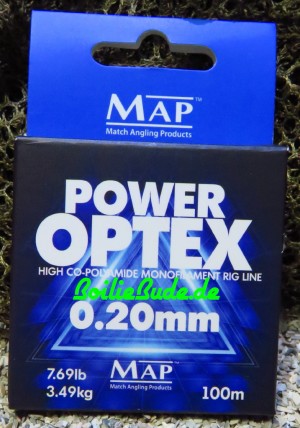 MAP™
Match Angling Products
POWER
OPTEX
HIGH CO-POLYAMIDE MONOFILAMENT RIG LINE
BoilieBude.de
0.20mm
7.69lb
3.49kg
MAP
Match Angling Products
100m